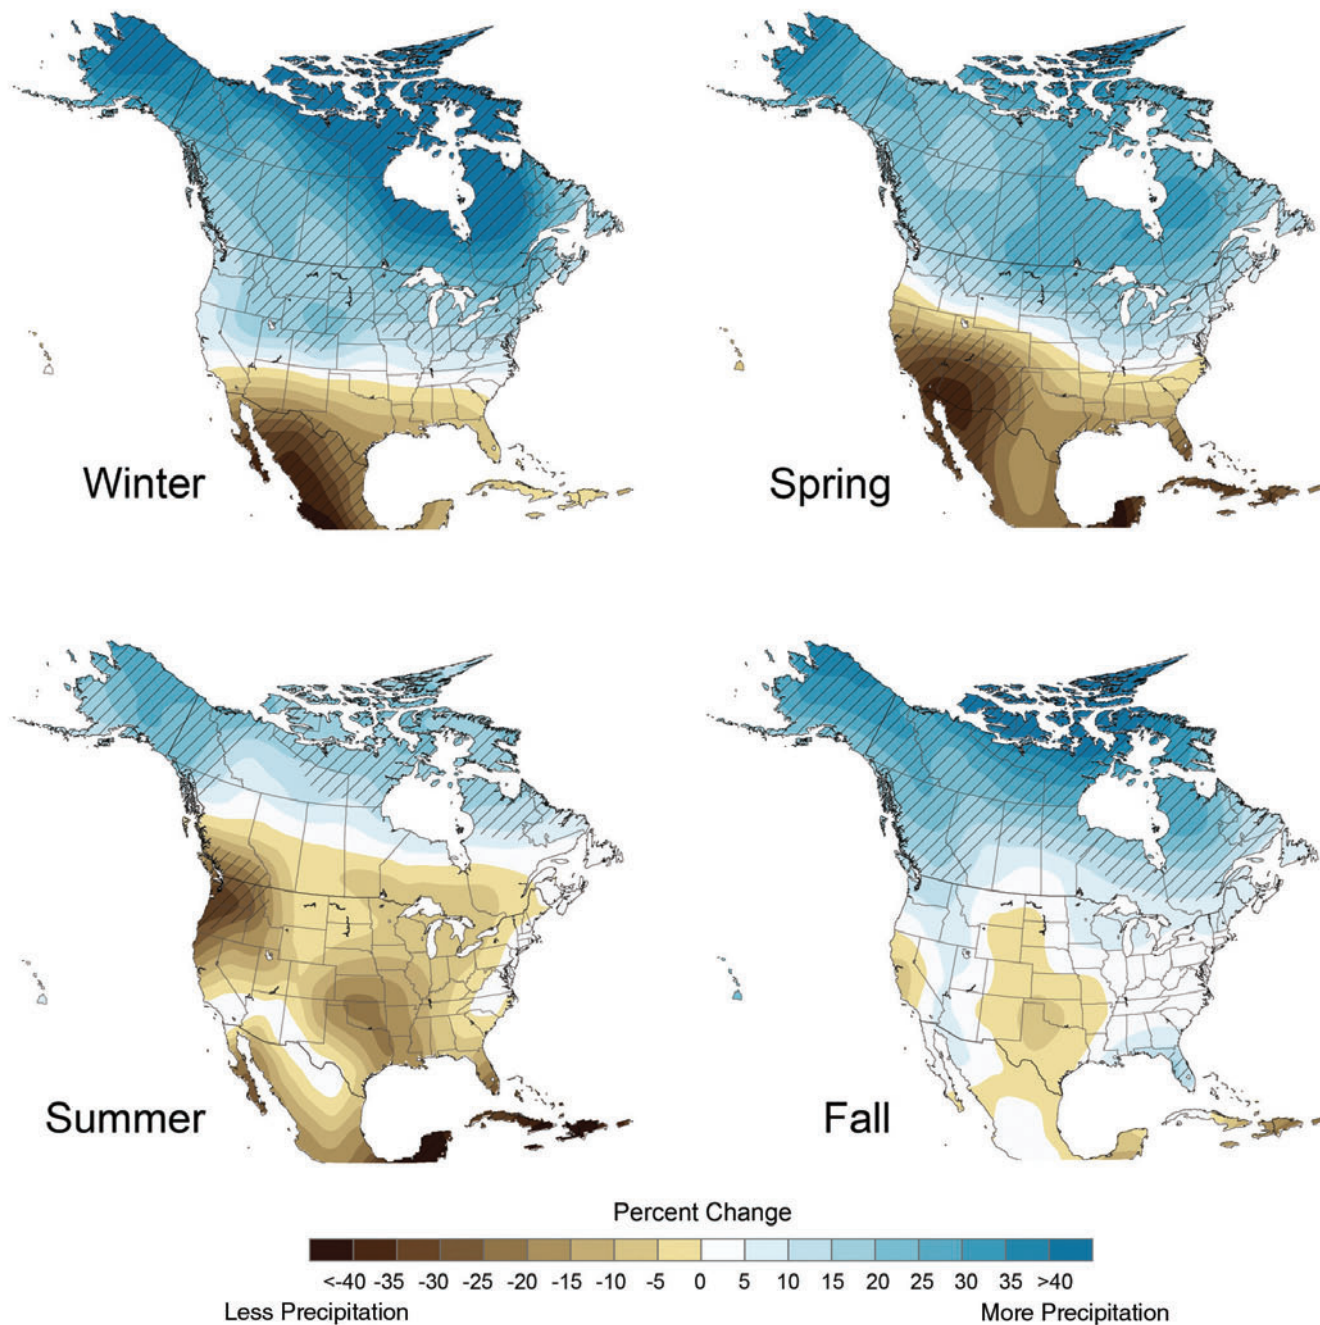 Winter
Spring
Summer
Fall
Percent Change
<-40 -35 -30 -25 -20 -15 -10 -5 0 5 10 15 20 25 30 35 >40
Less Precipitation
More Precipitation